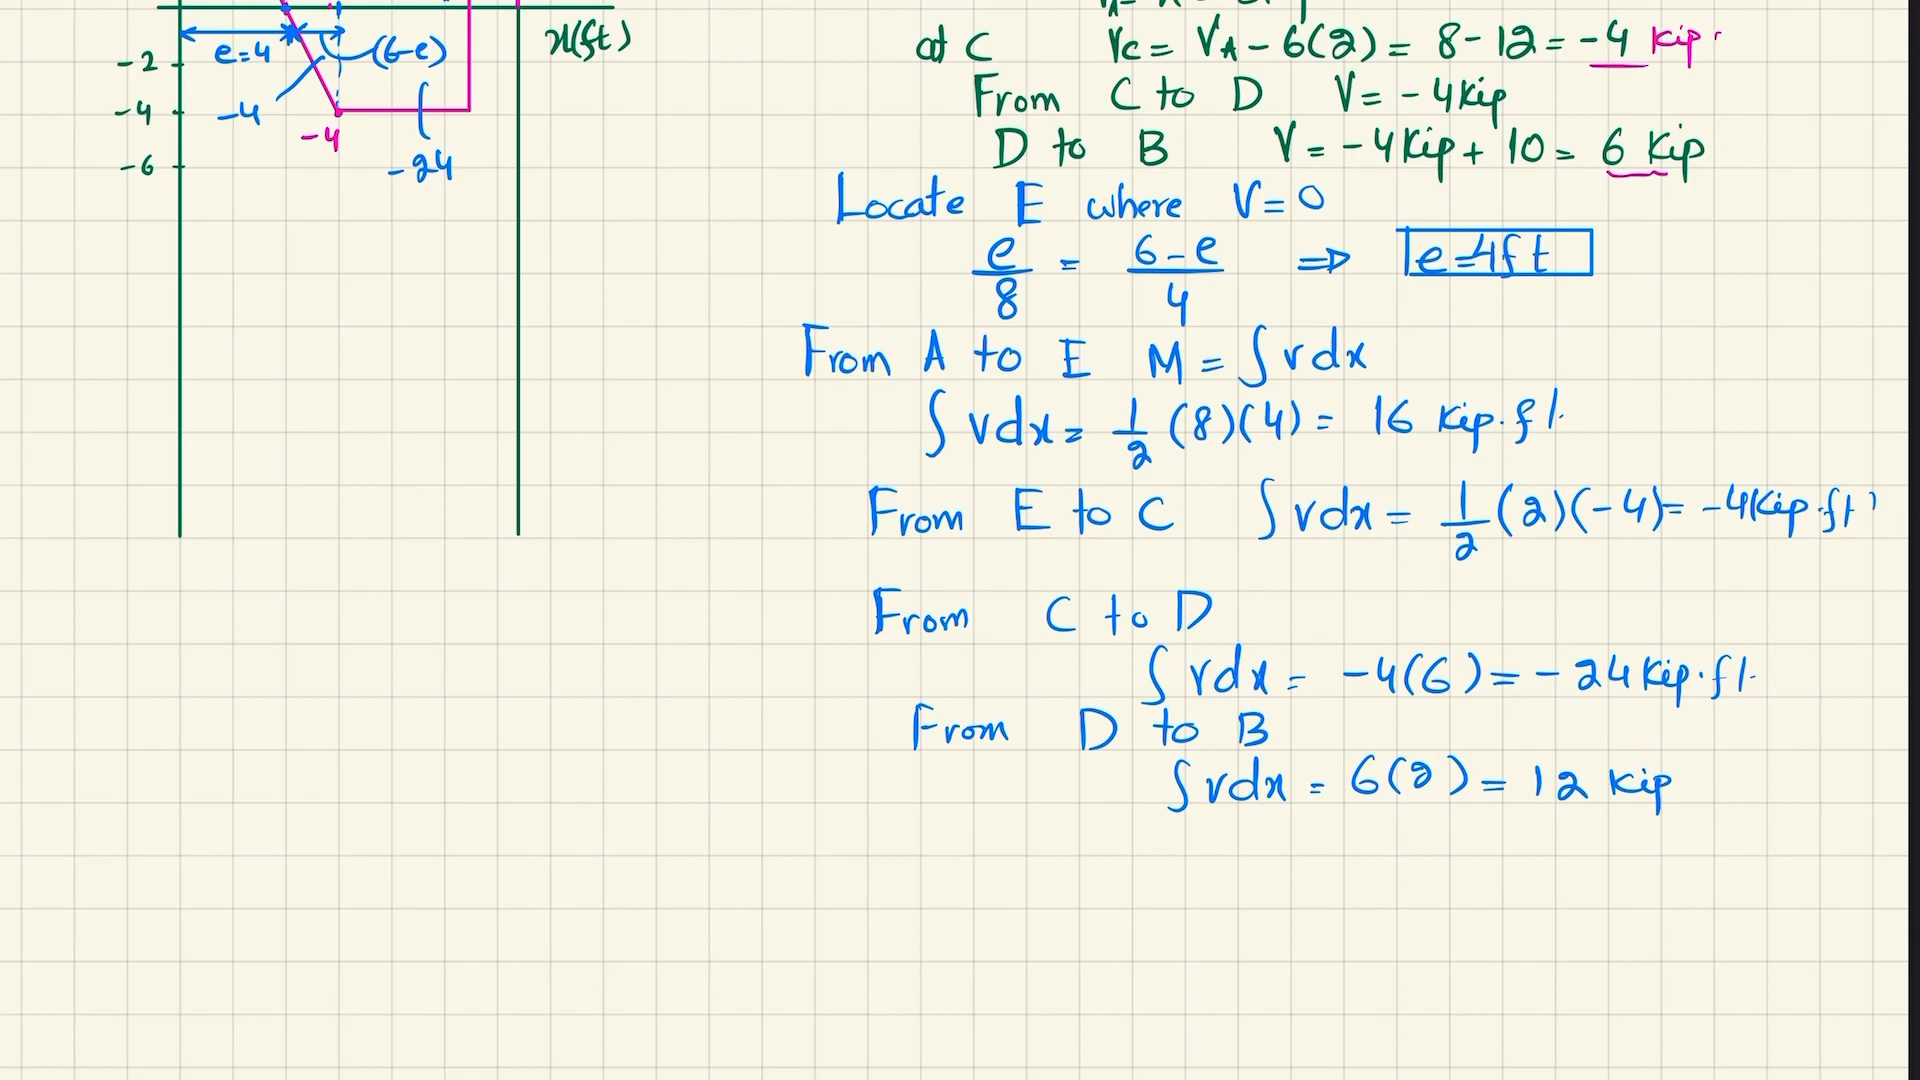 x(ft)
-2
e=4
(6-e)
-4
-4
-4
-6
-24
at C Vc = VA - 6(2) = 8 - 12 = -4 kip.
From C to D V = -4 kip
D to B V = -4 kip + 10 = 6 kip
Locate E where V=0
e/8 = (6-e)/4 ⇒ e=4ft
From A to E M = ∫vdx
∫vdx = 1/2 (8)(4) = 16 kip.ft.
From E to C ∫vdx = 1/2 (2)(-4) = -4 kip.ft
From C to D
∫vdx = -4(6) = -24 kip.ft.
From D to B
∫vdx = 6(2) = 12 kip